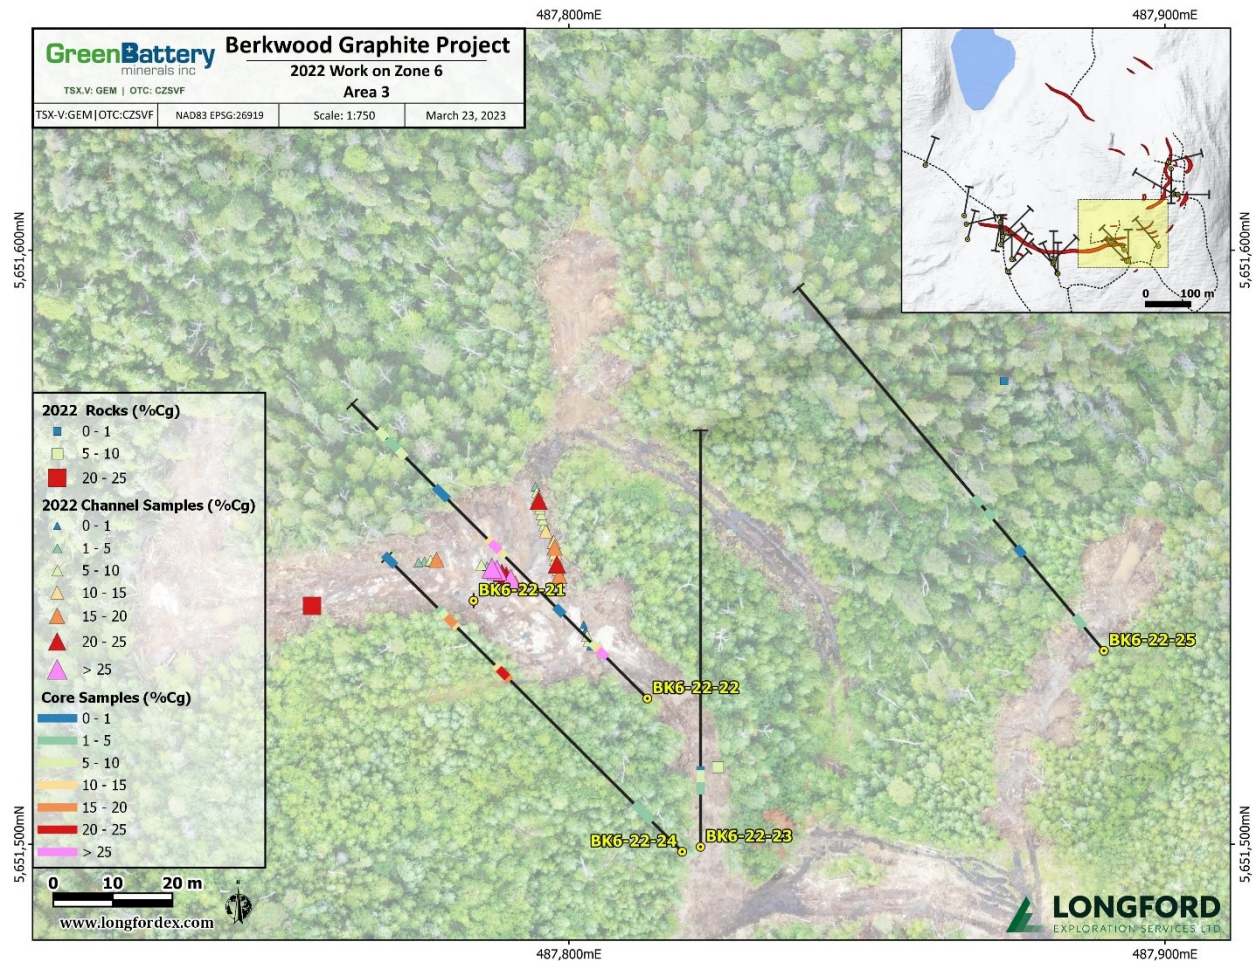 487,800mE
487,900mE
GreenBattery
minerals inc
TSX.V: GEM | OTC: CZSVF
Berkwood Graphite Project
2022 Work on Zone 6
Area 3
TSX-V:GEM|OTC:CZSVF
NAD83 EPSG:26919
Scale: 1:750
March 23, 2023
0 100 m
5,651,600mN
5,651,600mN
2022 Rocks (%Cg)
0 - 1
5 - 10
20 - 25
2022 Channel Samples (%Cg)
0 - 1
1 - 5
5 - 10
10 - 15
15 - 20
20 - 25
> 25
Core Samples (%Cg)
0 - 1
1 - 5
5 - 10
10 - 15
15 - 20
20 - 25
> 25
BK6-22-21
BK6-22-22
BK6-22-25
BK6-22-24
BK6-22-23
5,651,500mN
5,651,500mN
0 10 20 m
www.longfordex.com
LONGFORD
EXPLORATION SERVICES LTD
487,800mE
487,900mE